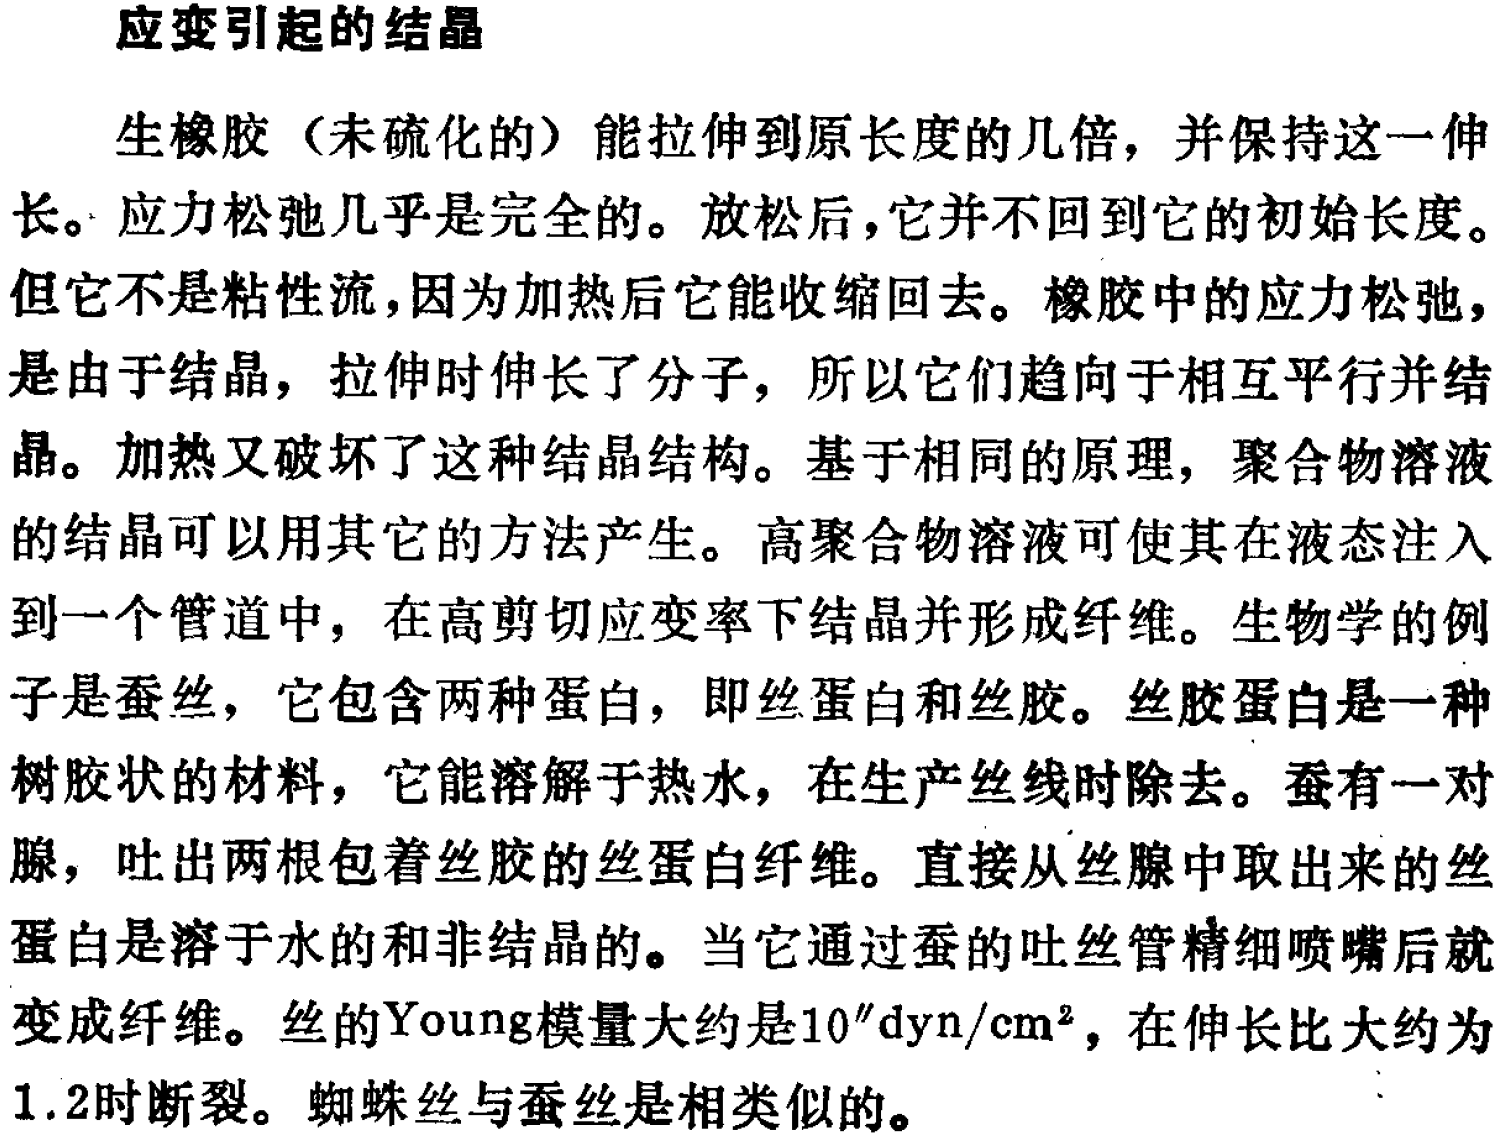 应变引起的结晶
生橡胶（未硫化的）能拉伸到原长度的几倍，并保持这一伸
长。应力松弛几乎是完全的。放松后，它并不回到它的初始长度。
但它不是粘性流，因为加热后它能收缩回去。橡胶中的应力松弛，
是由于结晶，拉伸时伸长了分子，所以它们趋向于相互平行并结
晶。加热又破坏了这种结晶结构。基于相同的原理，聚合物溶液
的结晶可以用其它的方法产生。高聚合物溶液可使其在液态注入
到一个管道中，在高剪切应变率下结晶并形成纤维。生物学的例
子是蚕丝，它包含两种蛋白，即丝蛋白和丝胶。丝胶蛋白是一种
树胶状的材料，它能溶解于热水，在生产丝线时除去。蚕有一对
腺，吐出两根包着丝胶的丝蛋白纤维。直接从丝腺中取出来的丝
蛋白是溶于水的和非结晶的。当它通过蚕的吐丝管精细喷嘴后就
变成纤维。丝的Young模量大约是10″dyn/cm²，在伸长比大约为
1.2时断裂。蜘蛛丝与蚕丝是相类似的。